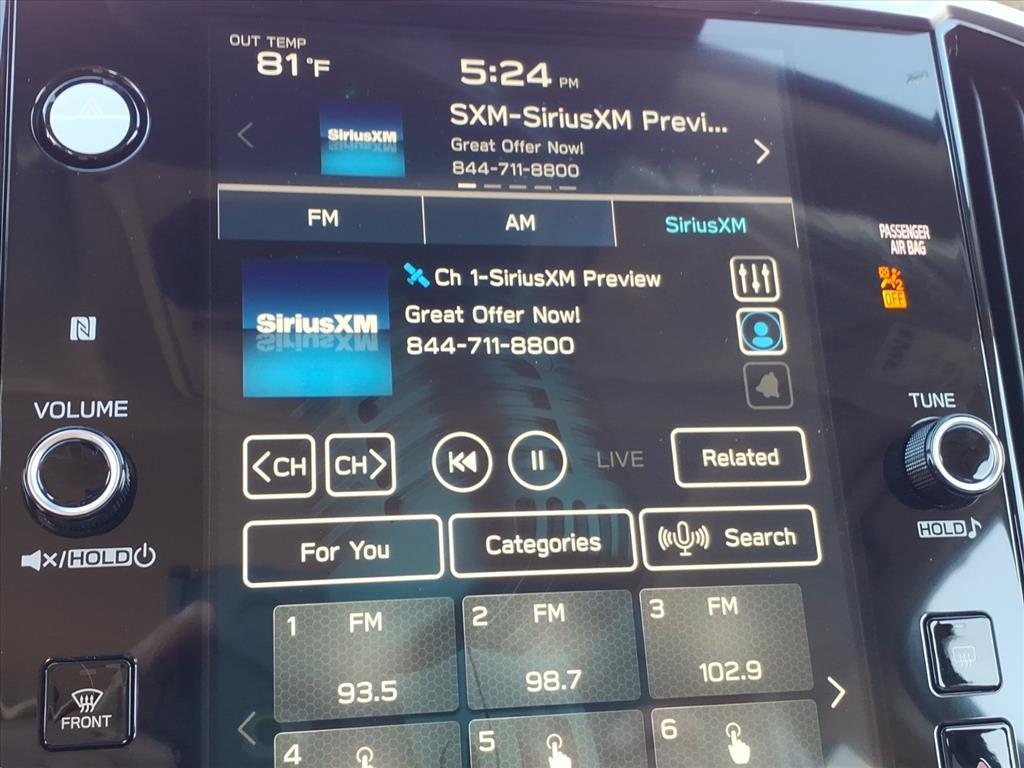 OUT TEMP
81°F
5:24 PM
SiriusXM
SXM-SiriusXM Previ...
Great Offer Now!
844-711-8800
FM
AM
SiriusXM
PASSENGER
AIR BAG
2
OFF
SiriusXM
Ch 1-SiriusXM Preview
Great Offer Now!
844-711-8800
VOLUME
TUNE
<CH
CH>
LIVE
Related
HOLD
/HOLD
For You
Categories
Search
1 FM
93.5
2 FM
98.7
3 FM
102.9
FRONT
4
5
6